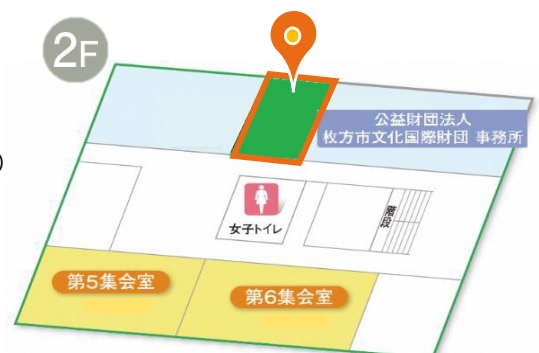 2F
公益財団法人
枚方市文化国際財団 事務所
)
女子トイレ
階段
第5集会室
第6集会室